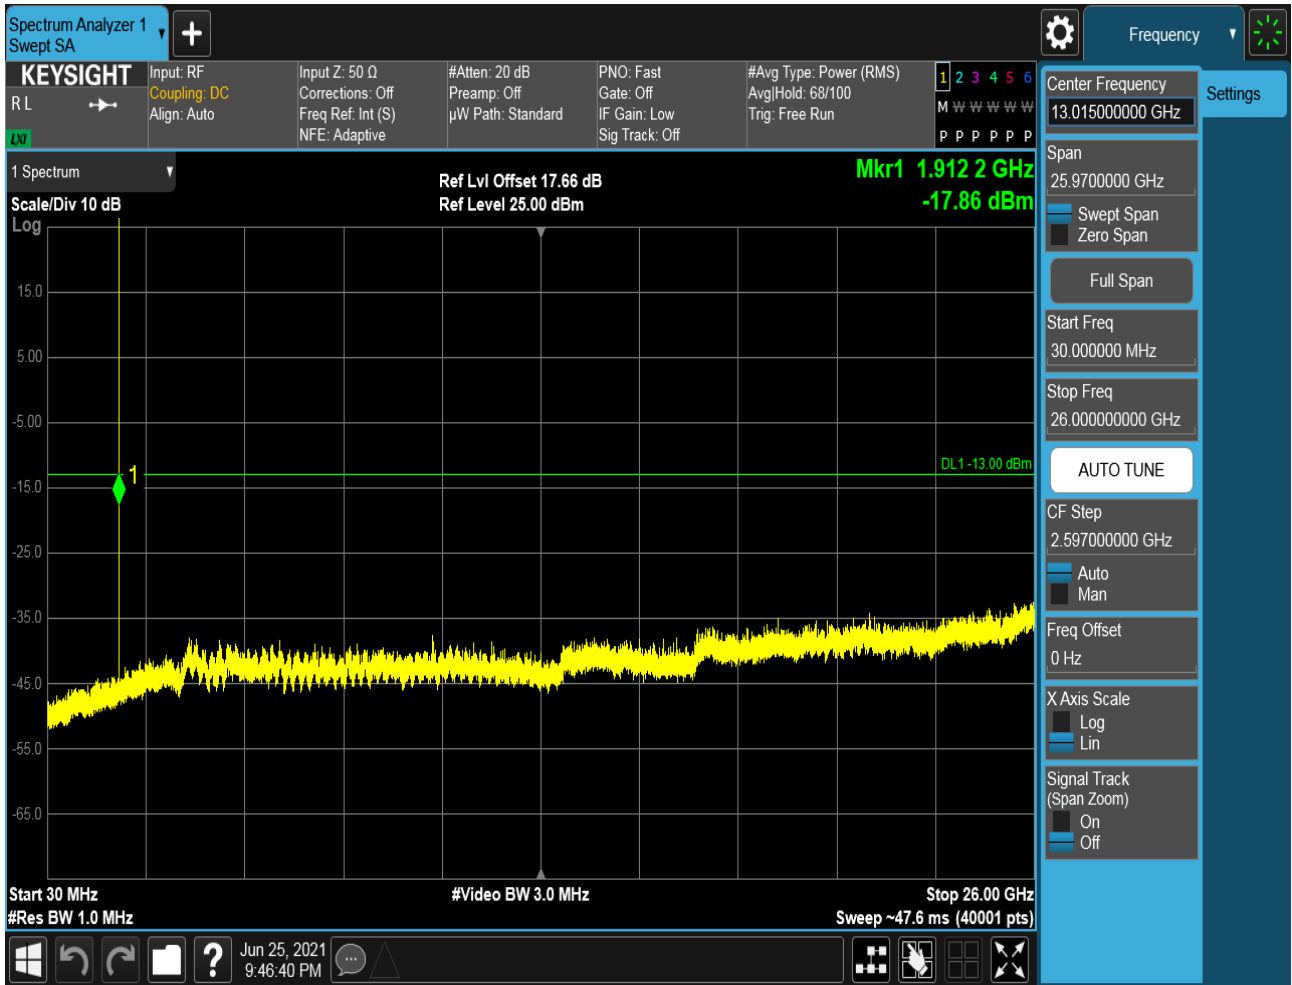 Spectrum Analyzer 1
Swept SA
Frequency
KEYSIGHT
R L
LXI
Input: RF
Coupling: DC
Align: Auto
Input Z: 50 Ω
Corrections: Off
Freq Ref: Int (S)
NFE: Adaptive
#Atten: 20 dB
Preamp: Off
µW Path: Standard
PNO: Fast
Gate: Off
IF Gain: Low
Sig Track: Off
#Avg Type: Power (RMS)
Avg|Hold: 68/100
Trig: Free Run
1 2 3 4 5 6
M W W W W W
P P P P P P
1 Spectrum
Scale/Div 10 dB
Log
Ref Lvl Offset 17.66 dB
Ref Level 25.00 dBm
Mkr1 1.912 2 GHz
-17.86 dBm
15.0
5.00
-5.00
-15.0
-25.0
-35.0
-45.0
-55.0
-65.0
1
DL1 -13.00 dBm
Start 30 MHz
#Res BW 1.0 MHz
#Video BW 3.0 MHz
Stop 26.00 GHz
Sweep ~47.6 ms (40001 pts)
Center Frequency
13.015000000 GHz
Settings
Span
25.9700000 GHz
Swept Span
Zero Span
Full Span
Start Freq
30.000000 MHz
Stop Freq
26.000000000 GHz
AUTO TUNE
CF Step
2.597000000 GHz
Auto
Man
Freq Offset
0 Hz
X Axis Scale
Log
Lin
Signal Track
(Span Zoom)
On
Off
?
Jun 25, 2021
9:46:40 PM